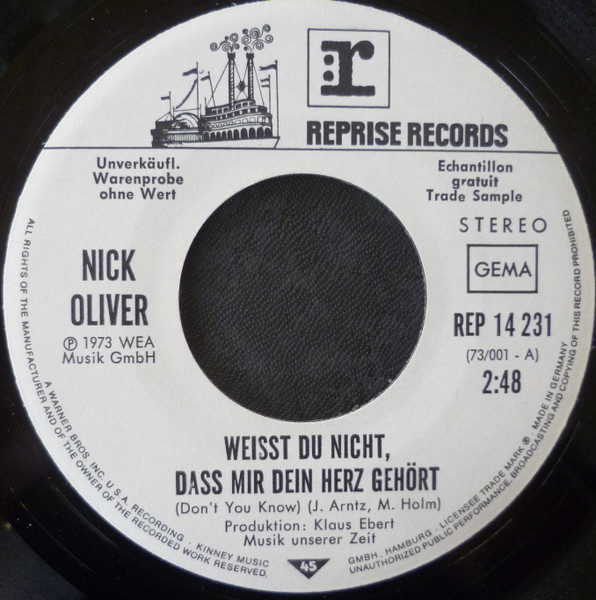 r
REPRISE RECORDS
Unverkäufl.
Warenprobe
ohne Wert
Echantillon
gratuit
Trade Sample
STEREO
GEMA
NICK
OLIVER
℗ 1973 WEA
Musik GmbH
REP 14 231
(73/001 - A)
2:48
WEISST DU NICHT,
DASS MIR DEIN HERZ GEHÖRT
(Don't You Know) (J. Arntz, M. Holm)
Produktion: Klaus Ebert
Musik unserer Zeit
45
ALL RIGHTS OF THE MANUFACTURER AND OF THE OWNER OF THE RECORDED WORK RESERVED.
A WARNER BROS. INC. U.S.A. RECORDING · KINNEY MUSIC GMBH, HAMBURG · LICENSEE TRADE MARK ® MADE IN GERMANY
UNAUTHORIZED PUBLIC PERFORMANCE, BROADCASTING AND COPYING OF THIS RECORD PROHIBITED